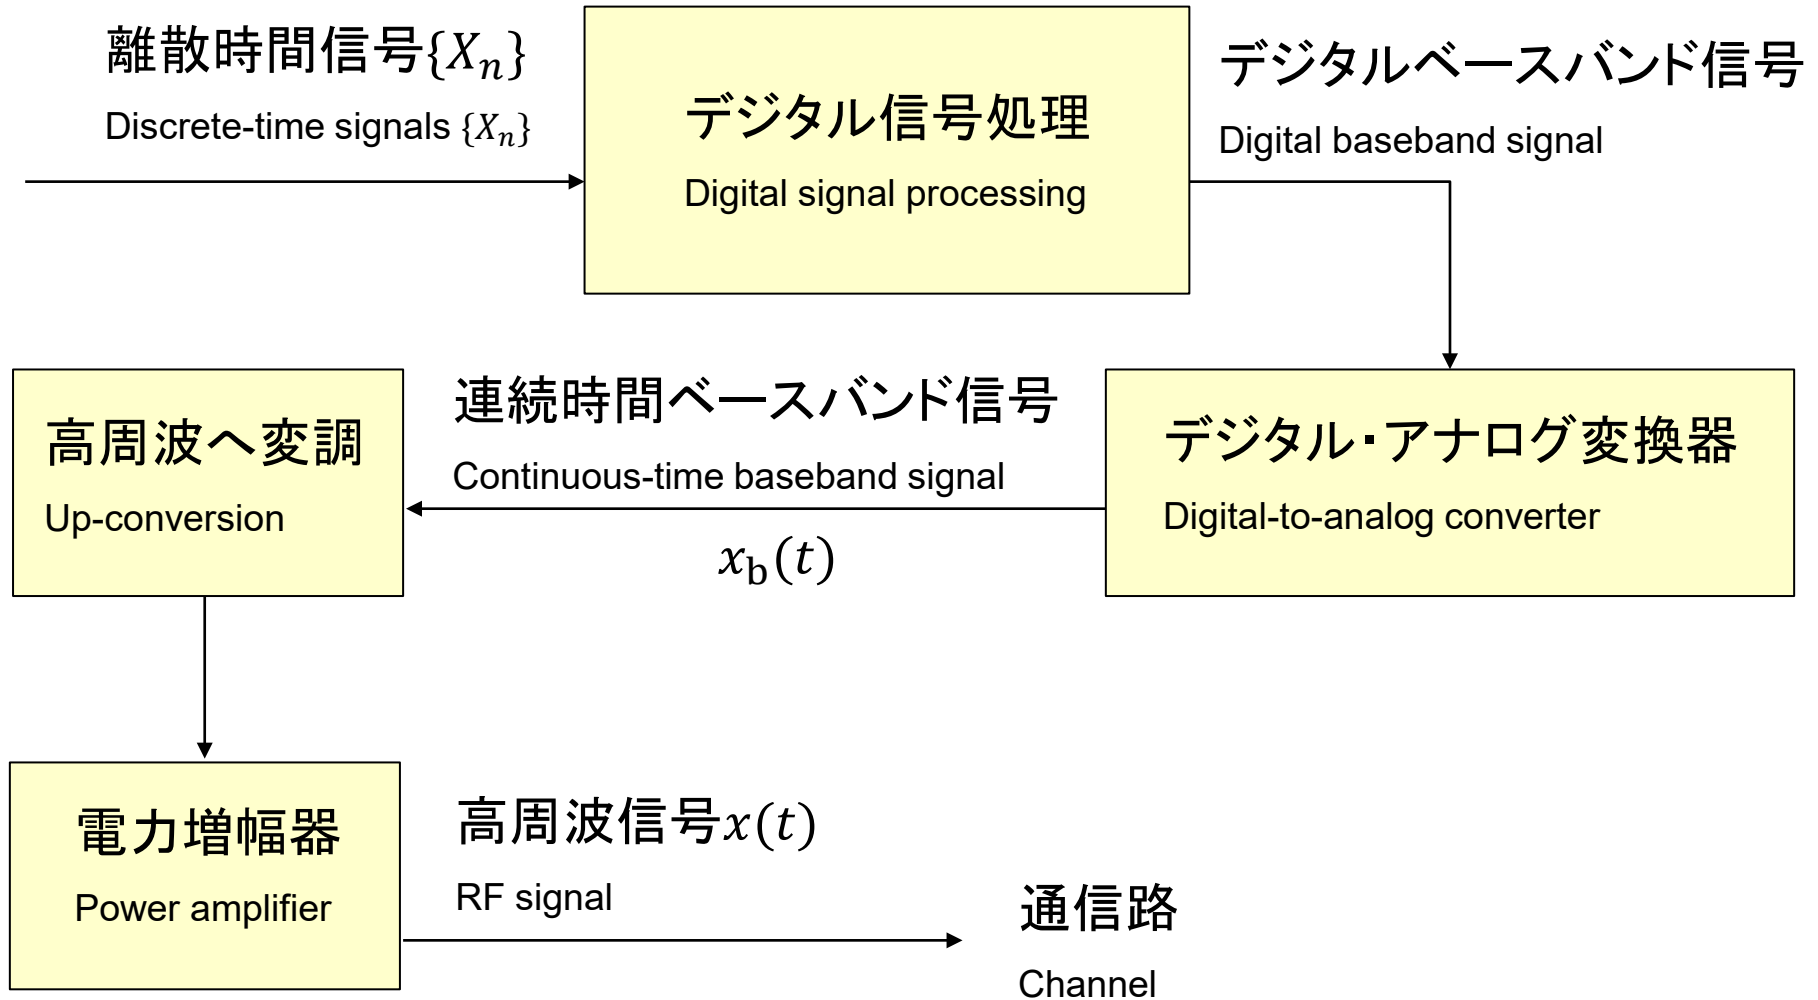 離散時間信号{Xₙ}
Discrete-time signals {Xₙ}
デジタル信号処理
Digital signal processing
デジタルベースバンド信号
Digital baseband signal
高周波へ変調
Up-conversion
連続時間ベースバンド信号
Continuous-time baseband signal
x_b(t)
デジタル・アナログ変換器
Digital-to-analog converter
電力増幅器
Power amplifier
高周波信号x(t)
RF signal
通信路
Channel